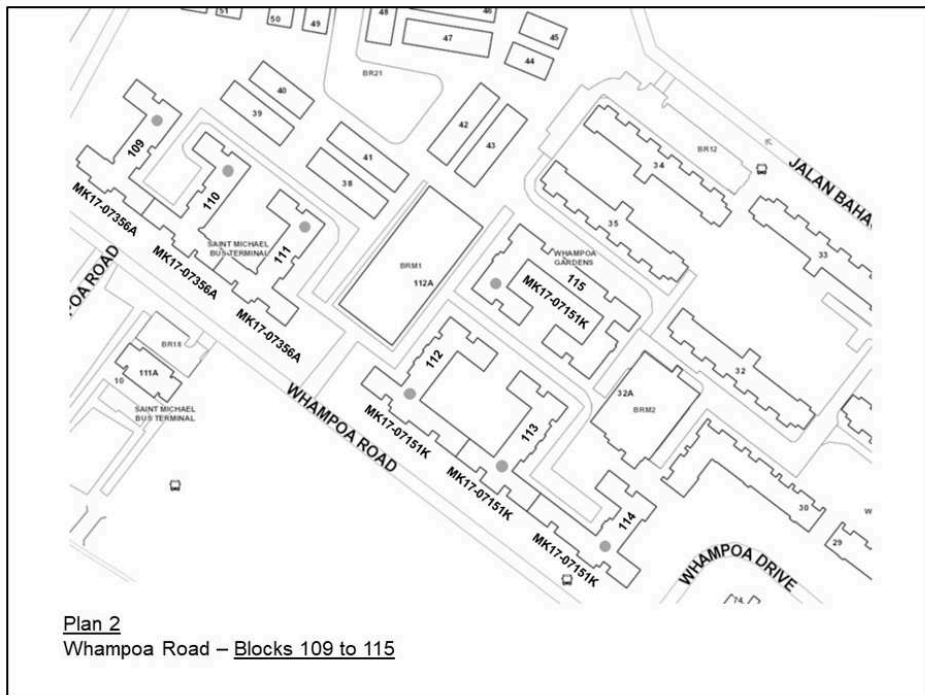 51
50
49
48
46
47
45
44
BR21
40
39
42
43
41
38
109
110
111
34
BR12
JALAN BAHA
35
33
MK17-07356A
SAINT MICHAEL
BUS TERMINAL
MK17-07356A
MK17-07356A
POA ROAD
BRM1
112A
WHAMPOA
GARDENS
115
MK17-07151K
BR18
111A
10
SAINT MICHAEL
BUS TERMINAL
WHAMPOA ROAD
112
113
114
MK17-07151K
MK17-07151K
MK17-07151K
32
32A
BRM2
30
29
W
WHAMPOA DRIVE
74
Plan 2
Whampoa Road – Blocks 109 to 115